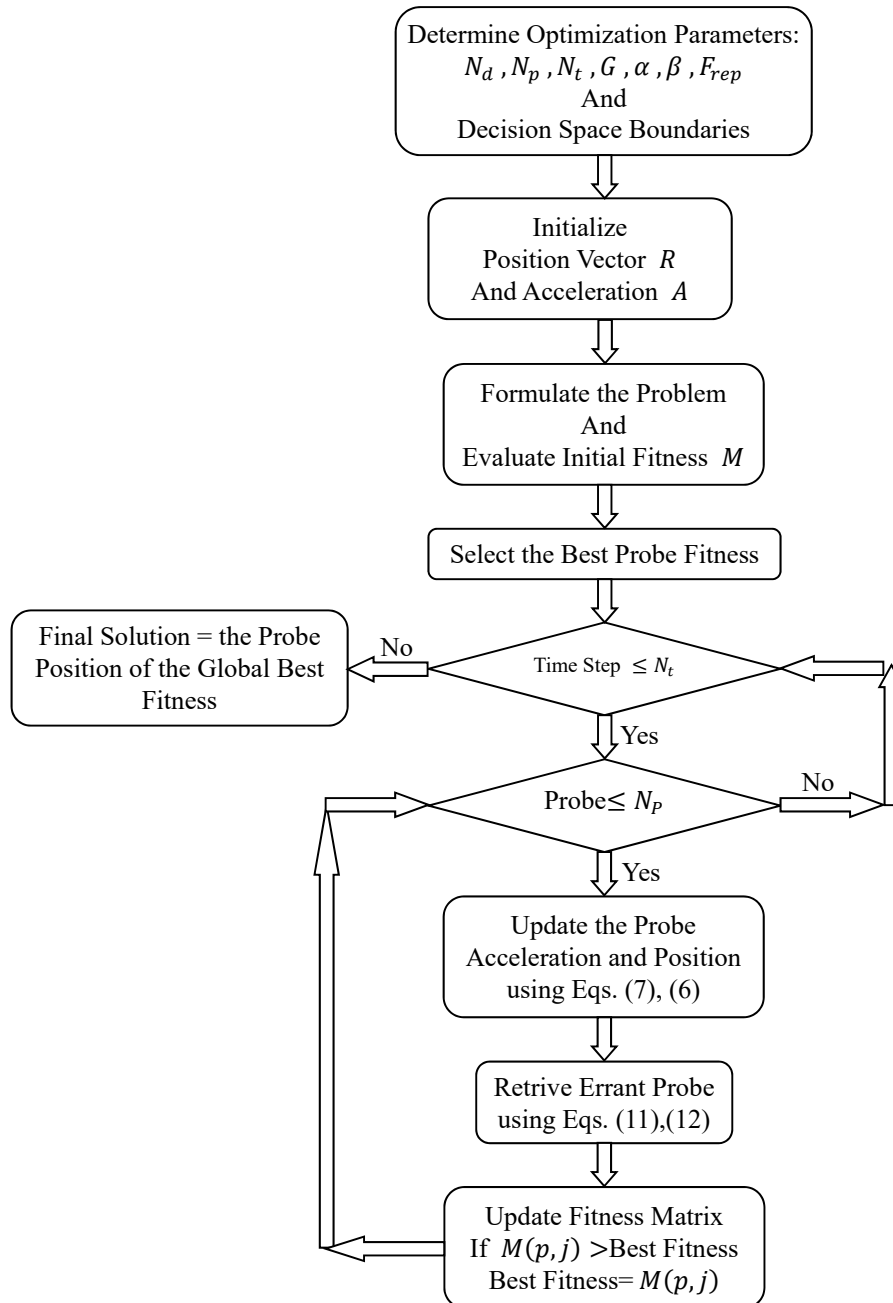 Determine Optimization Parameters:
N_d , N_p , N_t , G , α , β , F_rep
And
Decision Space Boundaries
Initialize
Position Vector R
And Acceleration A
Formulate the Problem
And
Evaluate Initial Fitness M
Select the Best Probe Fitness
Final Solution = the Probe
Position of the Global Best
Fitness
No
Time Step ≤ N_t
Yes
Probe≤ N_P
No
Yes
Update the Probe
Acceleration and Position
using Eqs. (7), (6)
Retrive Errant Probe
using Eqs. (11),(12)
Update Fitness Matrix
If M(p,j) >Best Fitness
Best Fitness= M(p,j)